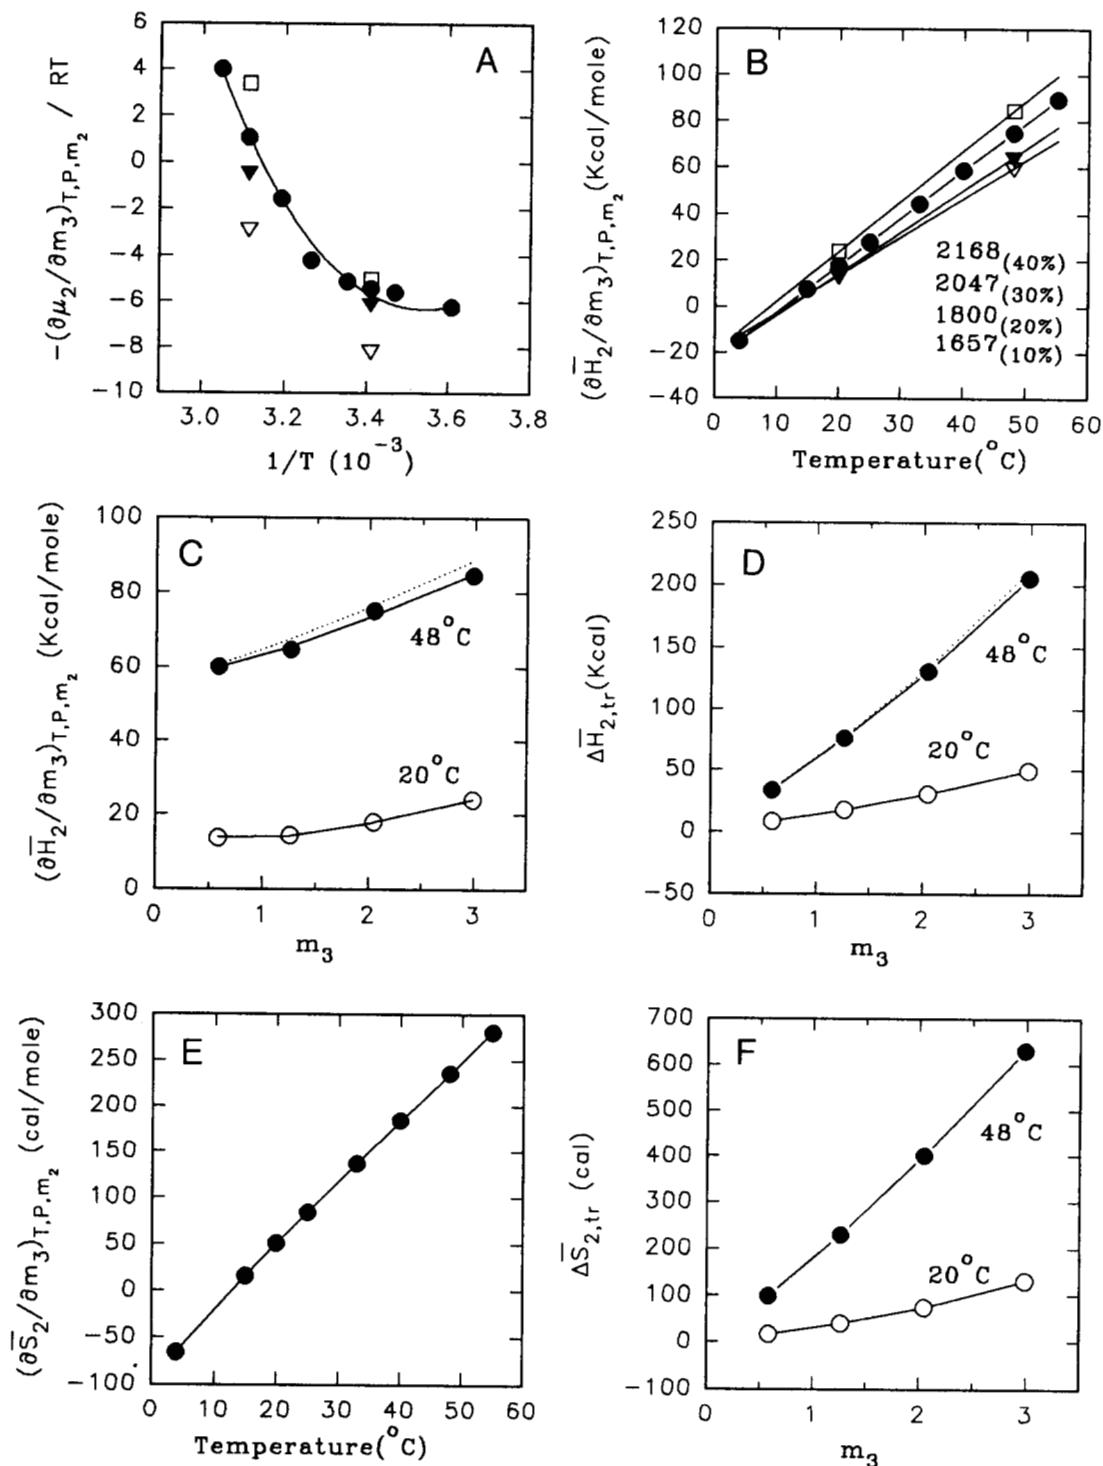 A
6
4
2
0
−2
−4
−6
−8
−10
−(∂μ₂/∂m₃)T,P,m₂ / RT
3.0 3.2 3.4 3.6 3.8
1/T (10⁻³)
B
120
100
80
60
40
20
0
−20
−40
(∂H̅₂/∂m₃)T,P,m₂(Kcal/mole)
2168(40%)
2047(30%)
1800(20%)
1657(10%)
0 10 20 30 40 50 60
Temperature(°C)
C
100
80
60
40
20
0
(∂H̅₂/∂m₃)T,P,m₂ (Kcal/mole)
48°C
20°C
0 1 2 3
m₃
D
250
200
150
100
50
0
−50
ΔH̅₂,tr(Kcal)
48°C
20°C
0 1 2 3
m₃
E
300
250
200
150
100
50
0
−50
−100
(∂S̅₂/∂m₃)T,P,m₂ (cal/mole)
0 10 20 30 40 50 60
Temperature(°C)
F
700
600
500
400
300
200
100
0
−100
ΔS̅₂,tr (cal)
48°C
20°C
0 1 2 3
m₃